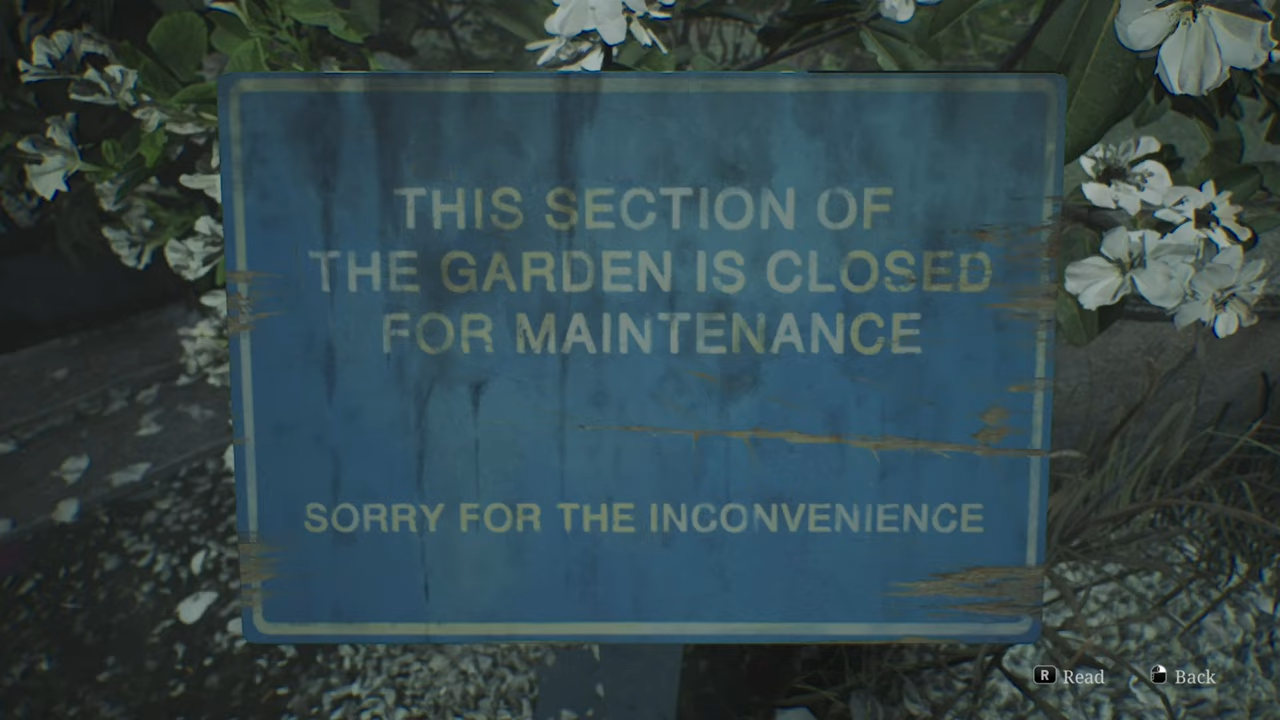 THIS SECTION OF
THE GARDEN IS CLOSED
FOR MAINTENANCE
SORRY FOR THE INCONVENIENCE
R Read
Back